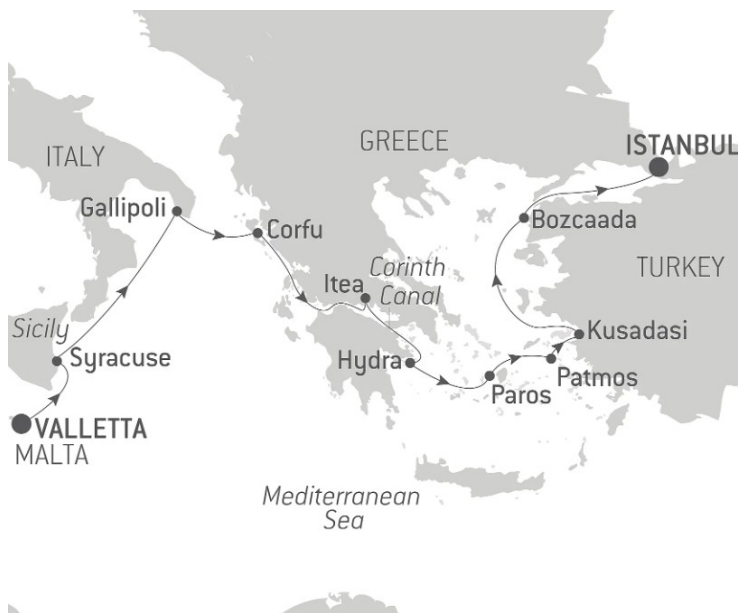 ITALY
GREECE
ISTANBUL
Gallipoli
Corfu
Bozcaada
Itea
Corinth
Canal
TURKEY
Sicily
Syracuse
Kusadasi
Hydra
Patmos
Paros
VALLETTA
MALTA
Mediterranean
Sea